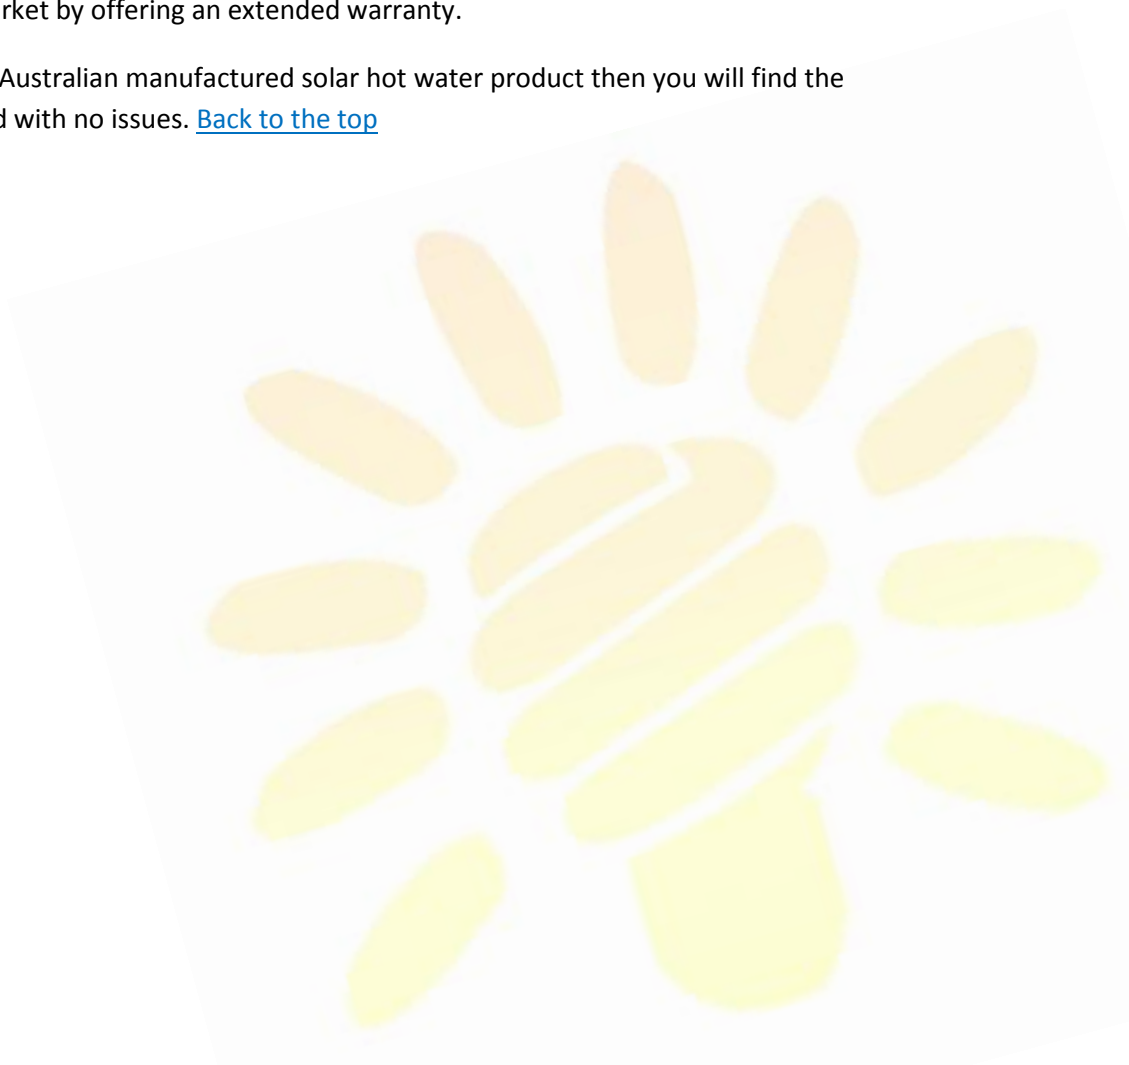 rket by offering an extended warranty.
Australian manufactured solar hot water product then you will find the
d with no issues. Back to the top